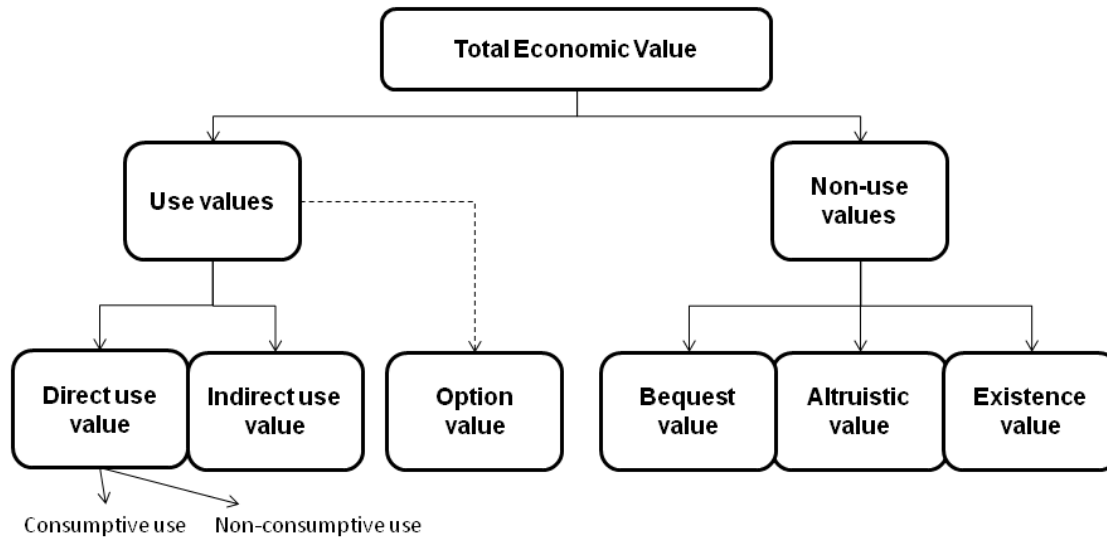 Total Economic Value
Use values
Non-use
values
Direct use
value
Indirect use
value
Option
value
Bequest
value
Altruistic
value
Existence
value
Consumptive use
Non-consumptive use